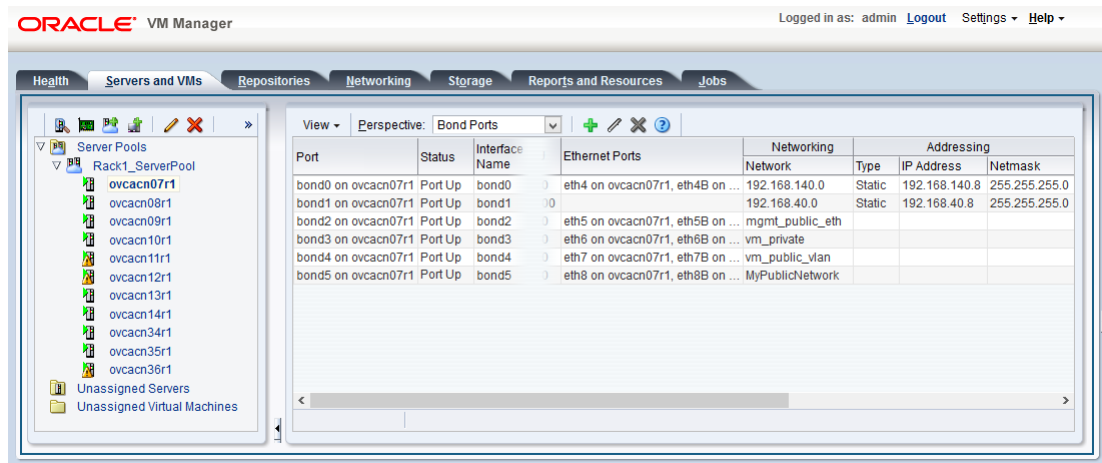 ORACLE VM Manager
Logged in as: admin Logout Settings Help
Health Servers and VMs Repositories Networking Storage Reports and Resources Jobs
»
View Perspective: Bond Ports
Server Pools
Rack1_ServerPool
ovcacn07r1
ovcacn08r1
ovcacn09r1
ovcacn10r1
ovcacn11r1
ovcacn12r1
ovcacn13r1
ovcacn14r1
ovcacn34r1
ovcacn35r1
ovcacn36r1
Unassigned Servers
Unassigned Virtual Machines
Port Status Interface Name Ethernet Ports Networking Addressing
Network Type IP Address Netmask
bond0 on ovcacn07r1 Port Up bond0 eth4 on ovcacn07r1, eth4B on ... 192.168.140.0 Static 192.168.140.8 255.255.255.0
bond1 on ovcacn07r1 Port Up bond1 00 192.168.40.0 Static 192.168.40.8 255.255.255.0
bond2 on ovcacn07r1 Port Up bond2 eth5 on ovcacn07r1, eth5B on ... mgmt_public_eth
bond3 on ovcacn07r1 Port Up bond3 eth6 on ovcacn07r1, eth6B on ... vm_private
bond4 on ovcacn07r1 Port Up bond4 eth7 on ovcacn07r1, eth7B on ... vm_public_vlan
bond5 on ovcacn07r1 Port Up bond5 eth8 on ovcacn07r1, eth8B on ... MyPublicNetwork